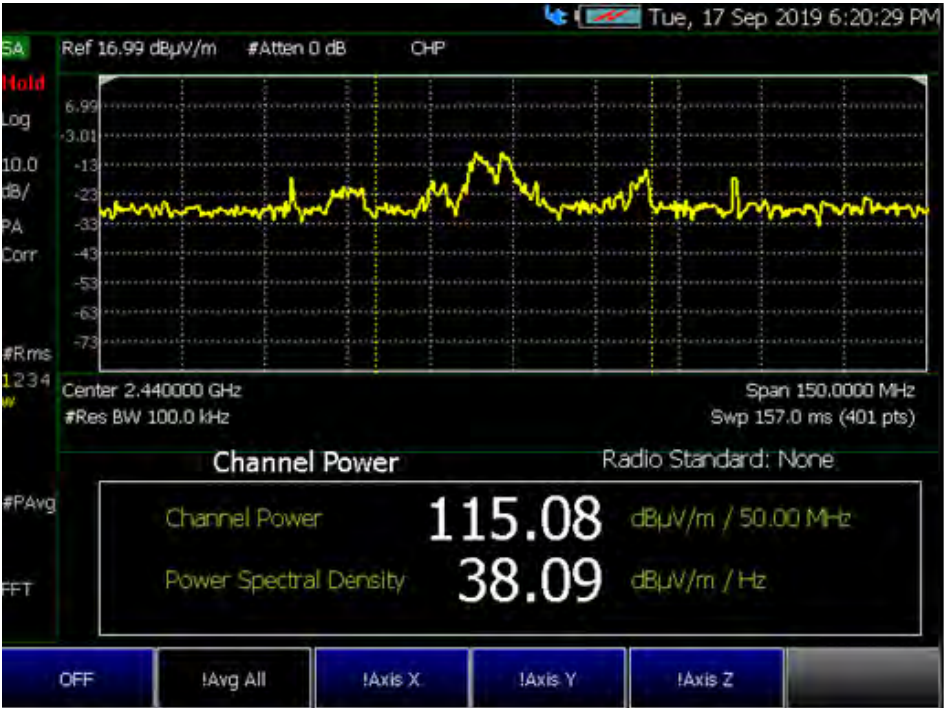 Tue, 17 Sep 2019 6:20:29 PM
SA
Ref 16.99 dBµV/m #Atten 0 dB CHP
Hold
Log
10.0
dB/
PA
Corr
6.99
-3.01
-13
-23
-33
-43
-53
-63
-73
#Rms
1234
W
Center 2.440000 GHz Span 150.0000 MHz
#Res BW 100.0 kHz Swp 157.0 ms (401 pts)
Channel Power Radio Standard: None
#PAvg
Channel Power 115.08 dBµV/m / 50.00 MHz
Power Spectral Density 38.09 dBµV/m / Hz
FFT
OFF !Avg All !Axis X !Axis Y !Axis Z